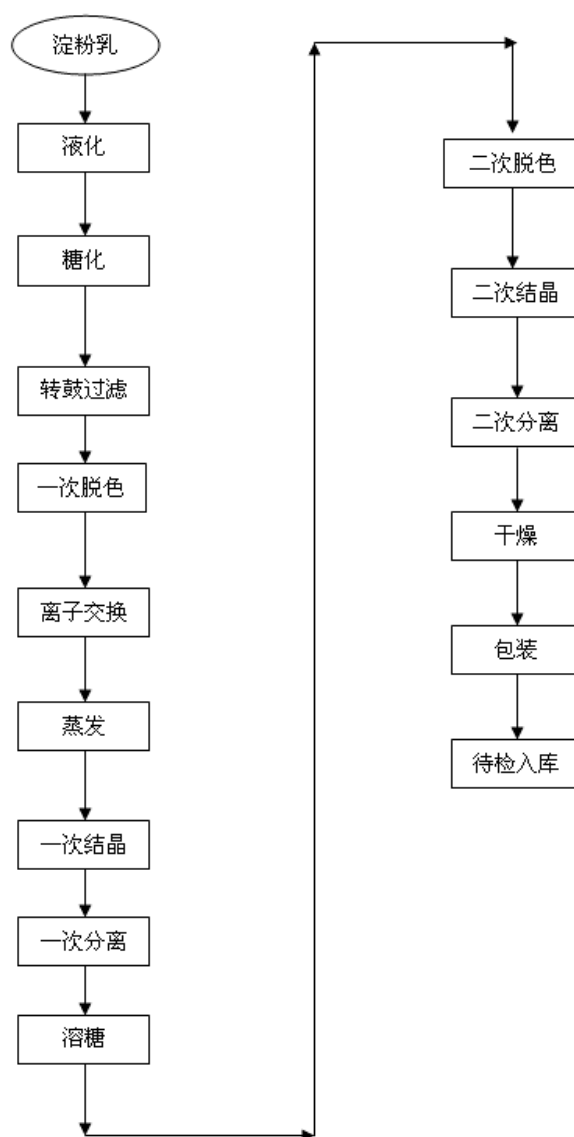 淀粉乳
液化
糖化
转鼓过滤
一次脱色
离子交换
蒸发
一次结晶
一次分离
溶糖
二次脱色
二次结晶
二次分离
干燥
包装
待检入库